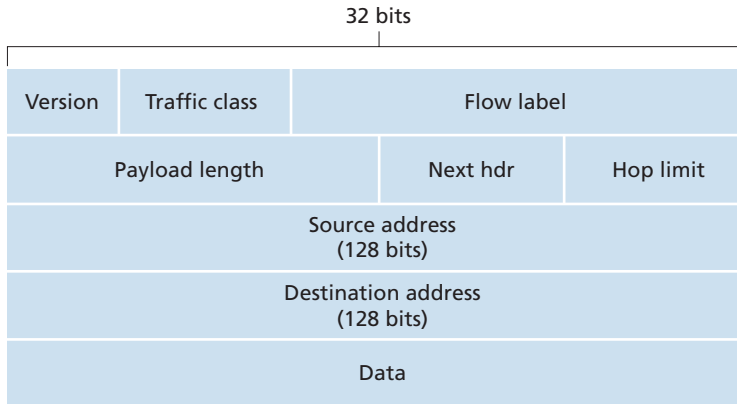 32 bits
Version Traffic class Flow label
Payload length Next hdr Hop limit
Source address
(128 bits)
Destination address
(128 bits)
Data